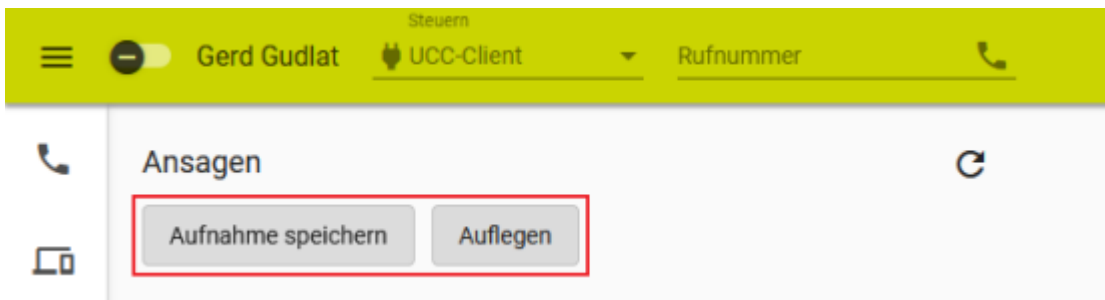 Steuern
Gerd Gudlat UCC-Client Rufnummer
Ansagen
Aufnahme speichern Auflegen